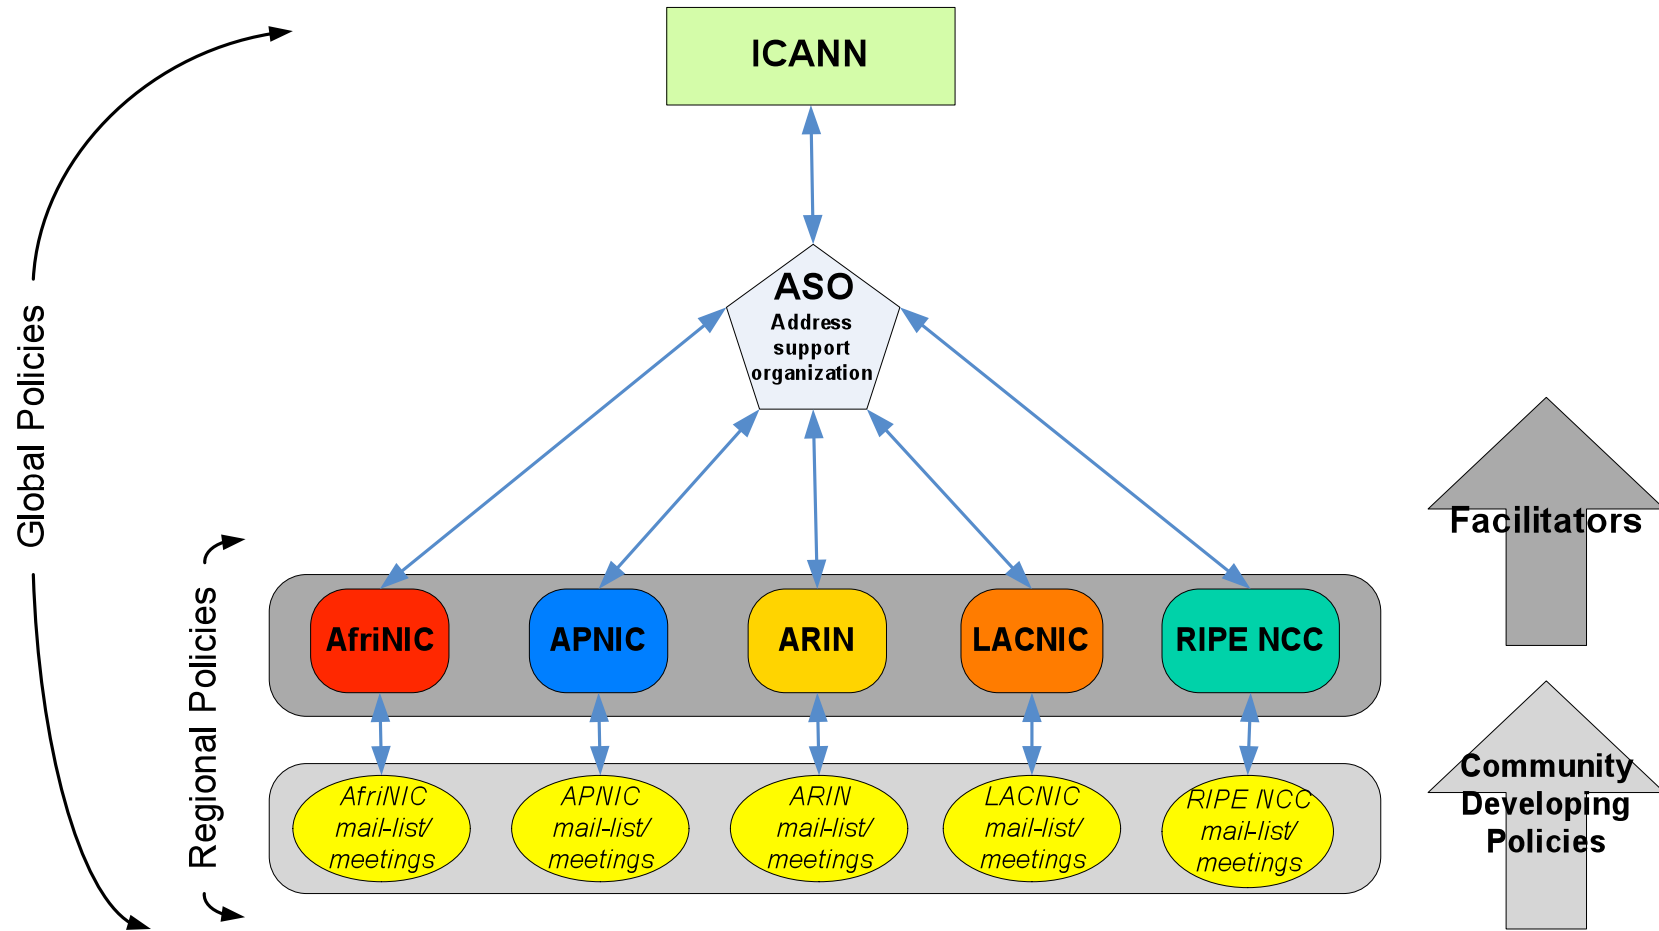 ICANN
ASO
Address
support
organization
Global Policies
Regional Policies
Facilitators
AfriNIC
APNIC
ARIN
LACNIC
RIPE NCC
AfriNIC
mail-list/
meetings
APNIC
mail-list/
meetings
ARIN
mail-list/
meetings
LACNIC
mail-list/
meetings
RIPE NCC
mail-list/
meetings
Community
Developing
Policies